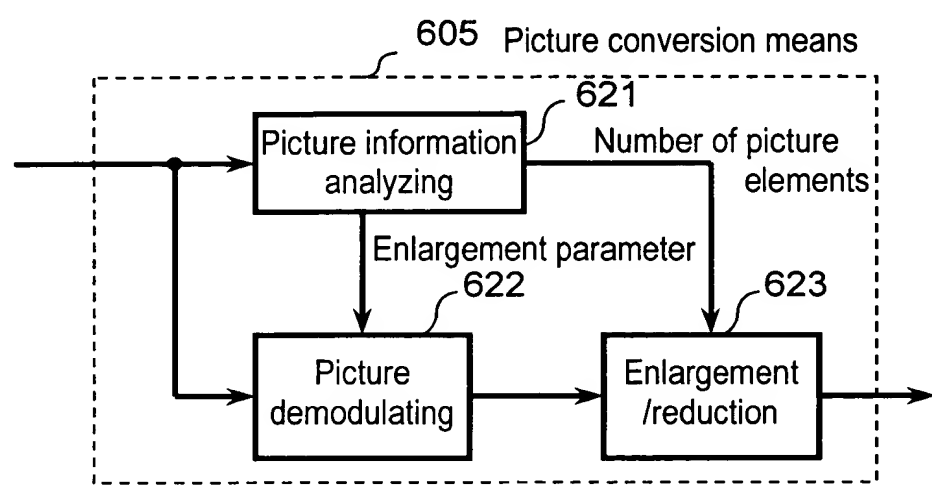 605 Picture conversion means
621
Picture information
analyzing
Number of picture
elements
Enlargement parameter
622
623
Picture
demodulating
Enlargement
/reduction